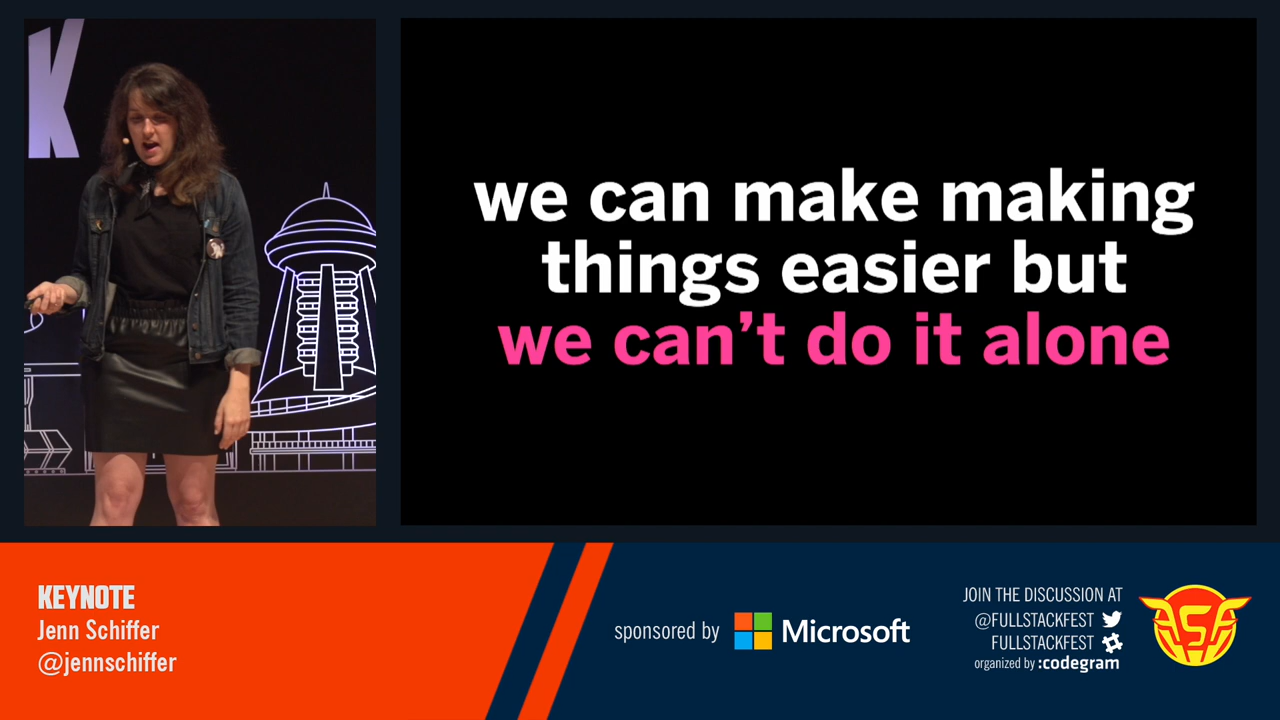 K
we can make making
things easier but
we can't do it alone
KEYNOTE
Jenn Schiffer
@jennschiffer
sponsored by Microsoft
JOIN THE DISCUSSION AT
@FULLSTACKFEST
FULLSTACKFEST
organized by :codegram
FSF